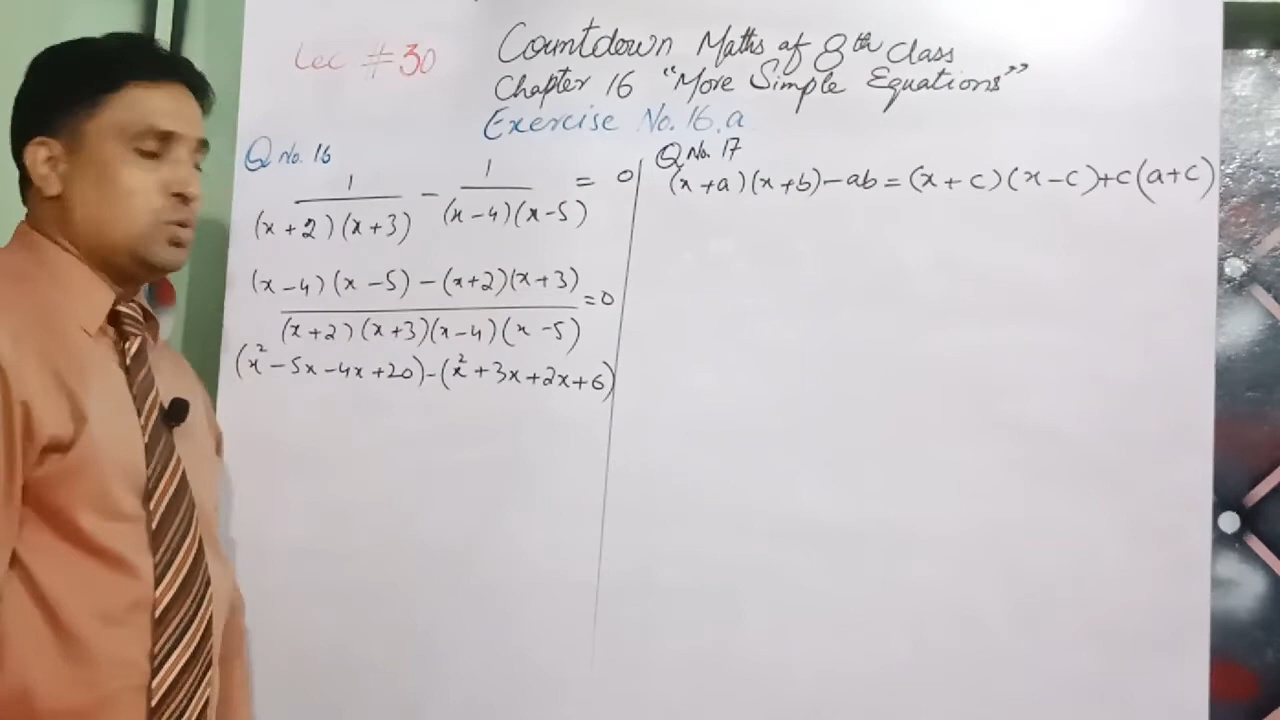 Lec #30
Countdown Maths of 8th Class
Chapter 16 "More Simple Equations"
Exercise No. 16.a
Q No. 16
1 / (x+2)(x+3) - 1 / (x-4)(x-5) = 0
(x-4)(x-5)-(x+2)(x+3) / (x+2)(x+3)(x-4)(x-5) = 0
(x²-5x-4x+20)-(x²+3x+2x+6)
Q No. 17
(x+a)(x+b)-ab=(x+c)(x-c)+c(a+c)